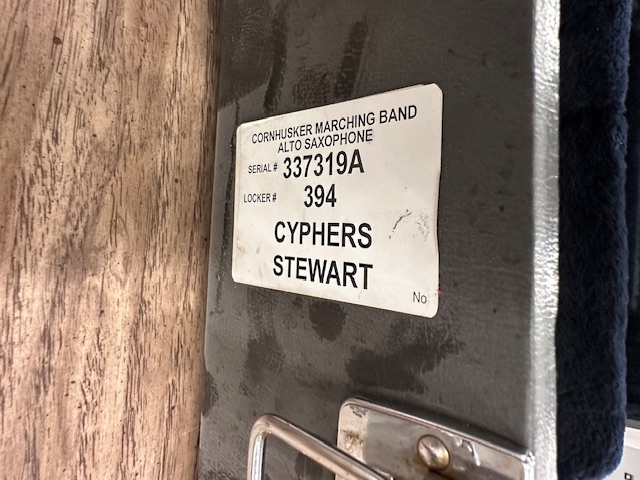 CORNHUSKER MARCHING BAND
ALTO SAXOPHONE
SERIAL # 337319A
LOCKER # 394
CYPHERS
STEWART
No